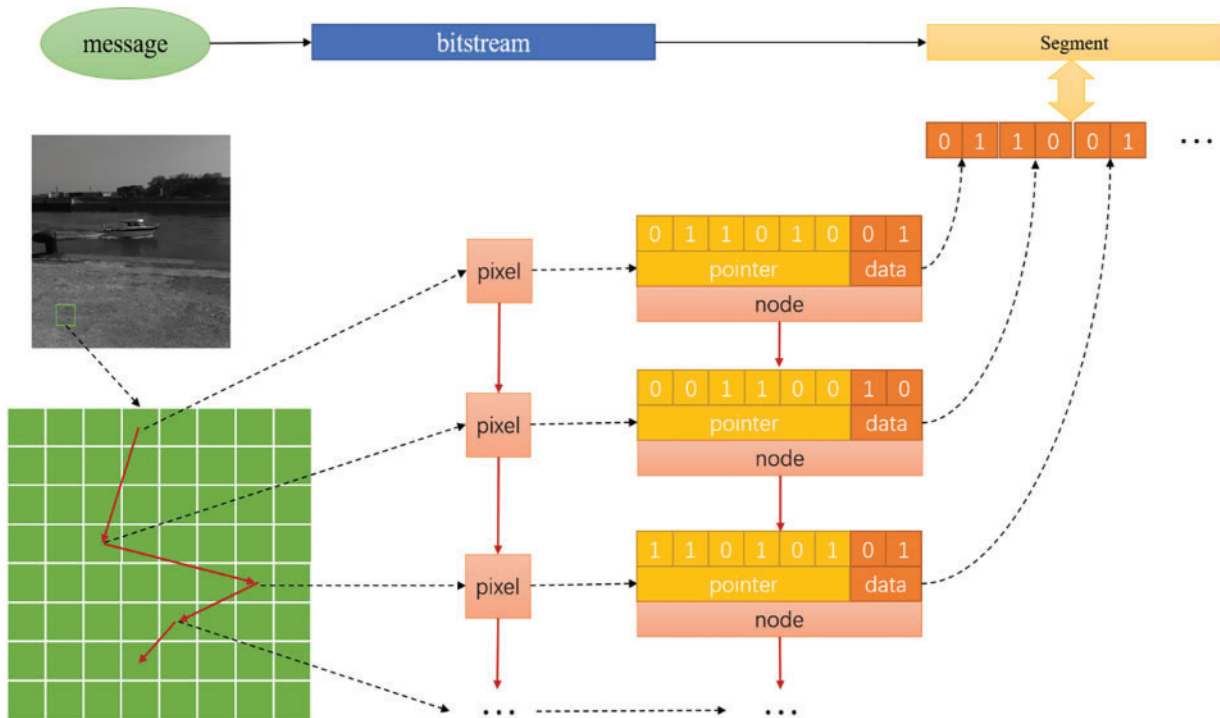 message
bitstream
Segment
0 1 1 0 0 1 ...
0 1 1 0 1 0 0 1
pixel
pointer data
node
0 0 1 1 0 0 1 0
pixel
pointer data
node
1 1 0 1 0 1 0 1
pixel
pointer data
node
... ...